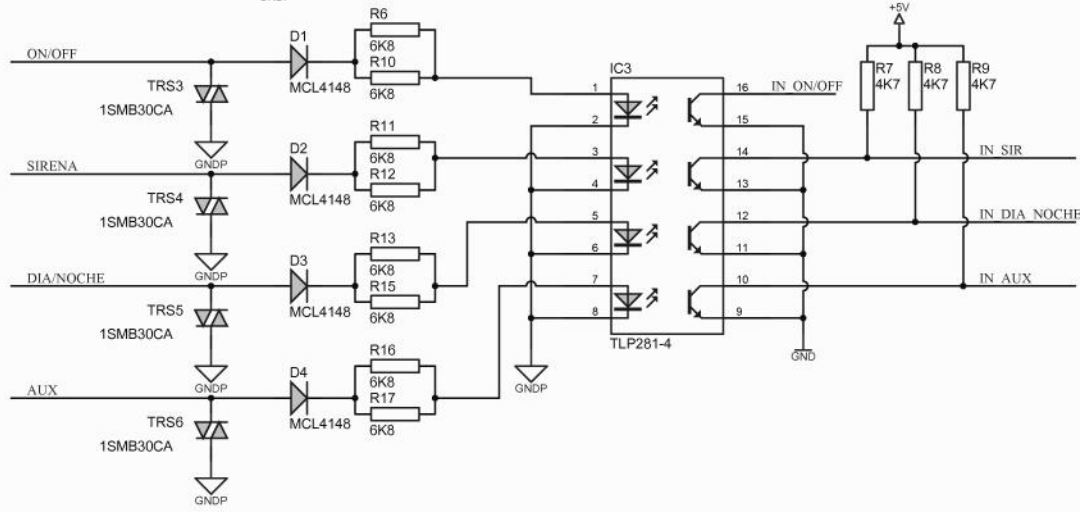 ON/OFF
TRS3
1SMB30CA
GNDP
D1
MCL4148
R6
6K8
R10
6K8
SIRENA
TRS4
1SMB30CA
GNDP
D2
MCL4148
R11
6K8
R12
6K8
DIA/NOCHE
TRS5
1SMB30CA
GNDP
D3
MCL4148
R13
6K8
R15
6K8
AUX
TRS6
1SMB30CA
GNDP
D4
MCL4148
R16
6K8
R17
6K8
IC3
1
2
3
4
5
6
7
8
16
15
14
13
12
11
10
9
TLP281-4
GNDP
GND
+5V
R7
4K7
R8
4K7
R9
4K7
IN_ON/OFF
IN_SIR
IN_DIA_NOCHE
IN_AUX